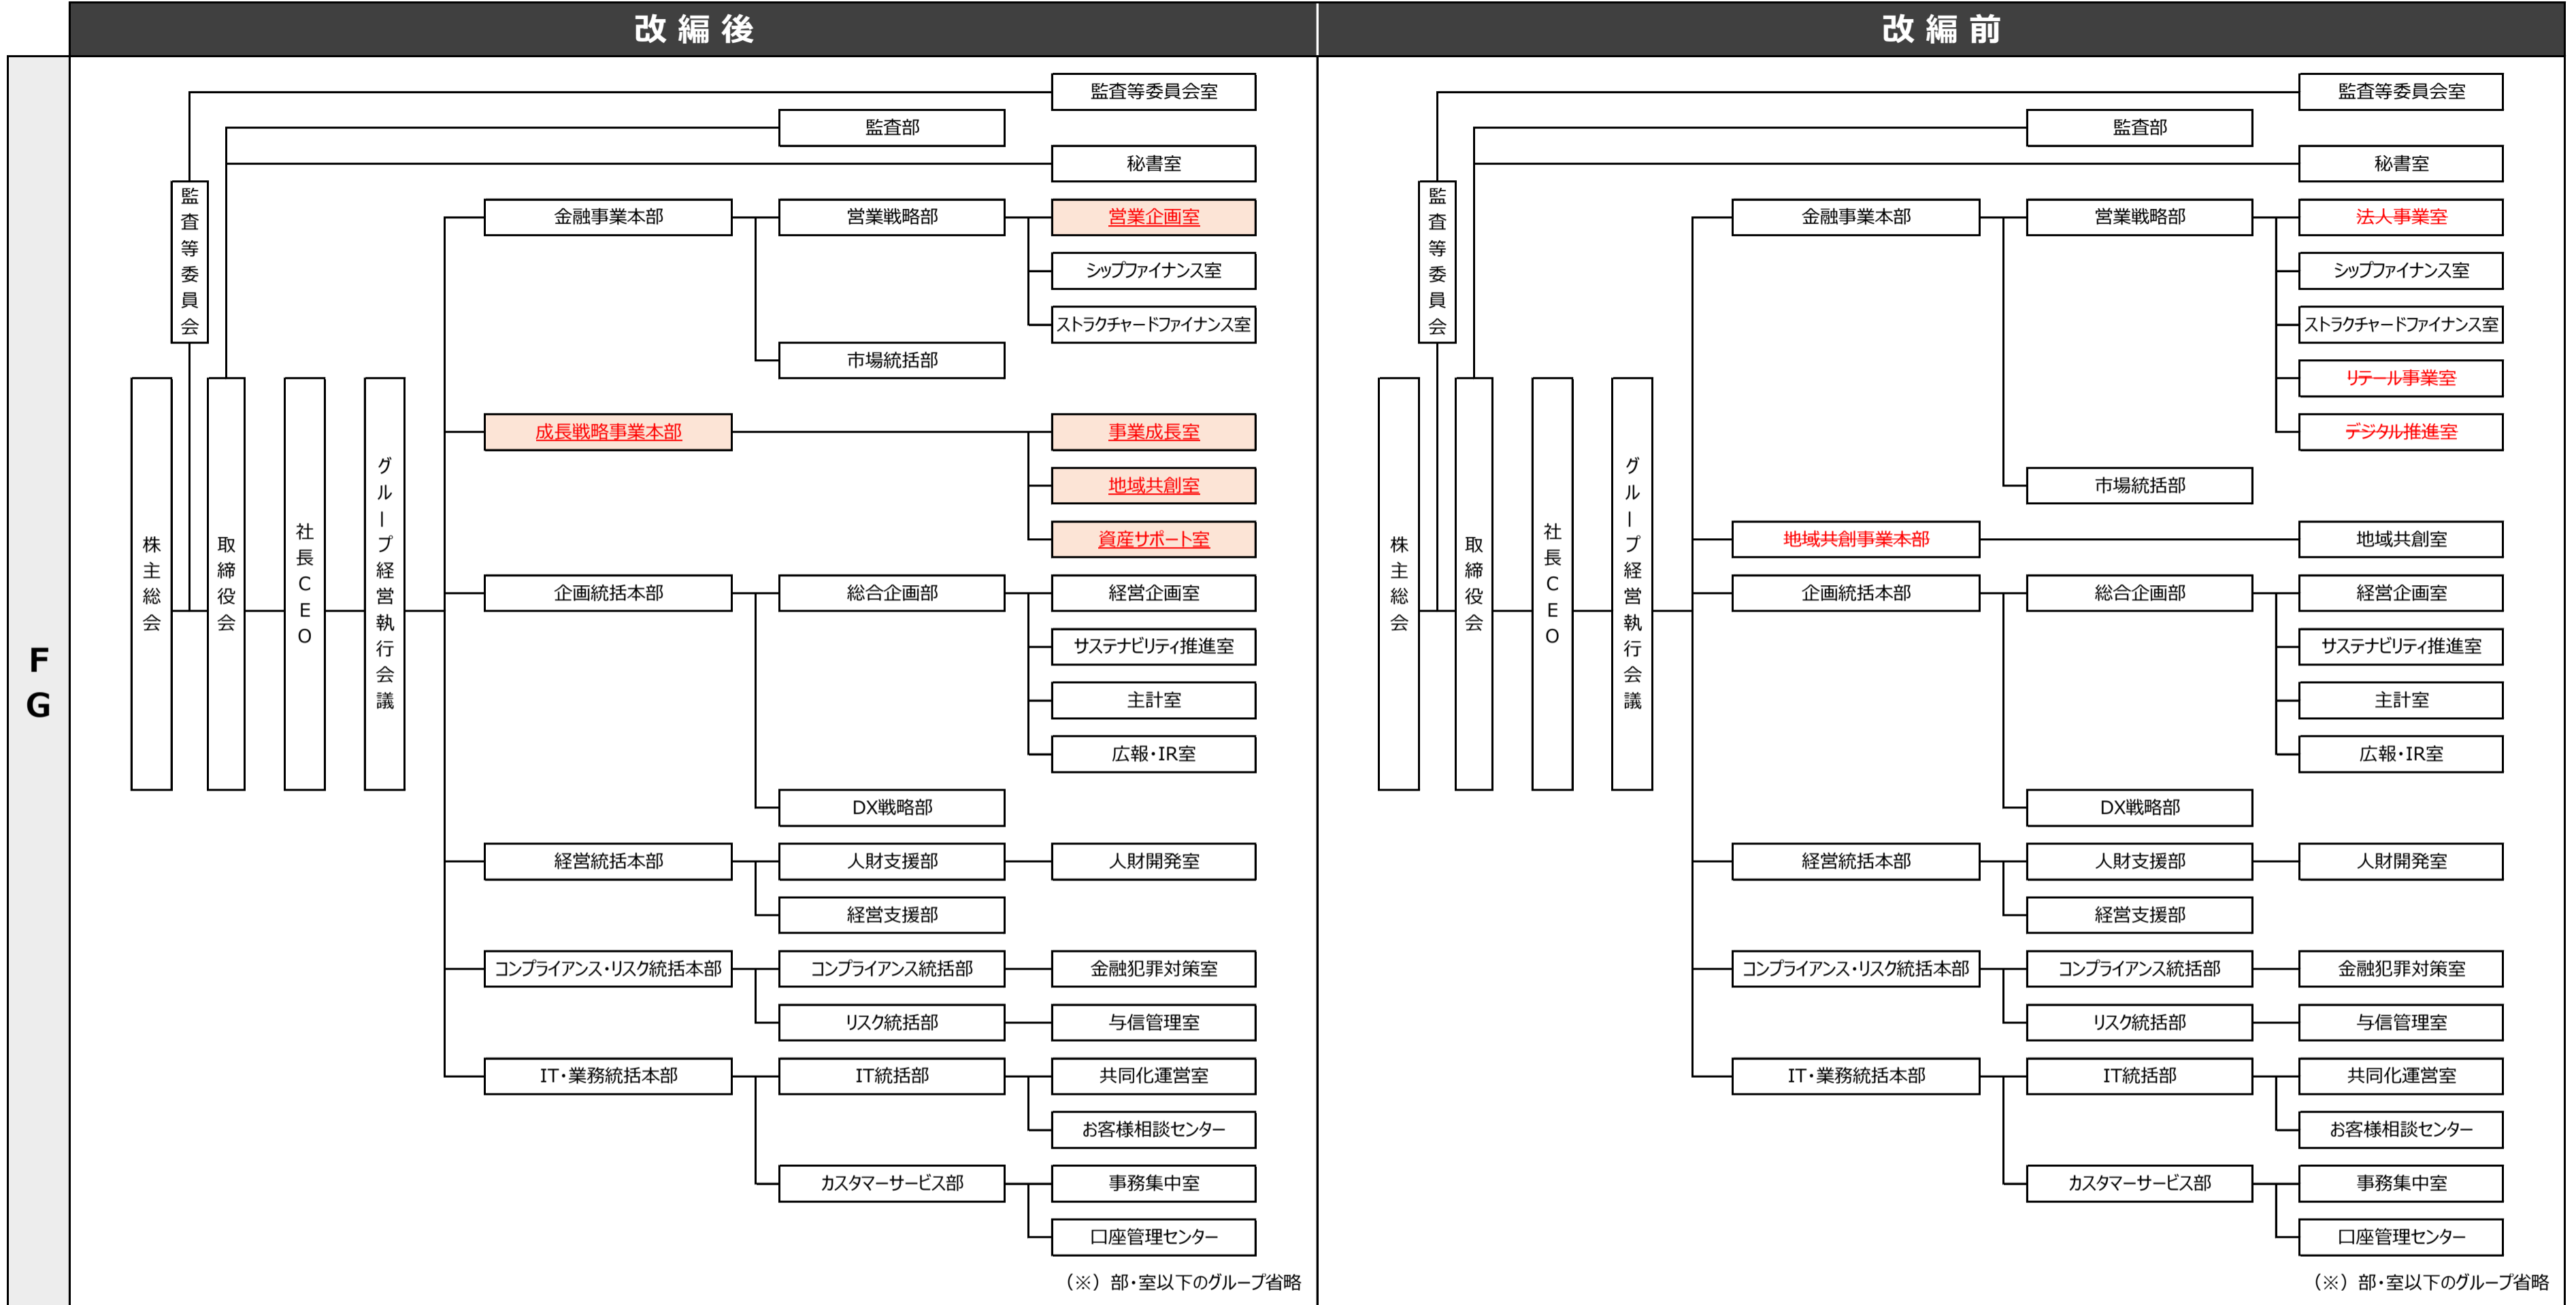 改編後
改編前
FG
監査等委員会室
監査部
秘書室
監査等委員会
金融事業本部
営業戦略部
営業企画室
シップファイナンス室
ストラクチャードファイナンス室
市場統括部
株主総会
取締役会
社長CEO
グループ経営執行会議
成長戦略事業本部
事業成長室
地域共創室
資産サポート室
企画統括本部
総合企画部
経営企画室
サステナビリティ推進室
主計室
広報・IR室
DX戦略部
経営統括本部
人財支援部
人財開発室
経営支援部
コンプライアンス・リスク統括本部
コンプライアンス統括部
金融犯罪対策室
リスク統括部
与信管理室
IT・業務統括本部
IT統括部
共同化運営室
お客様相談センター
カスタマーサービス部
事務集中室
口座管理センター
（※）部・室以下のグループ省略
監査等委員会室
監査部
秘書室
監査等委員会
金融事業本部
営業戦略部
法人事業室
シップファイナンス室
ストラクチャードファイナンス室
リテール事業室
デジタル推進室
市場統括部
株主総会
取締役会
社長CEO
グループ経営執行会議
地域共創事業本部
地域共創室
企画統括本部
総合企画部
経営企画室
サステナビリティ推進室
主計室
広報・IR室
DX戦略部
経営統括本部
人財支援部
人財開発室
経営支援部
コンプライアンス・リスク統括本部
コンプライアンス統括部
金融犯罪対策室
リスク統括部
与信管理室
IT・業務統括本部
IT統括部
共同化運営室
お客様相談センター
カスタマーサービス部
事務集中室
口座管理センター
（※）部・室以下のグループ省略